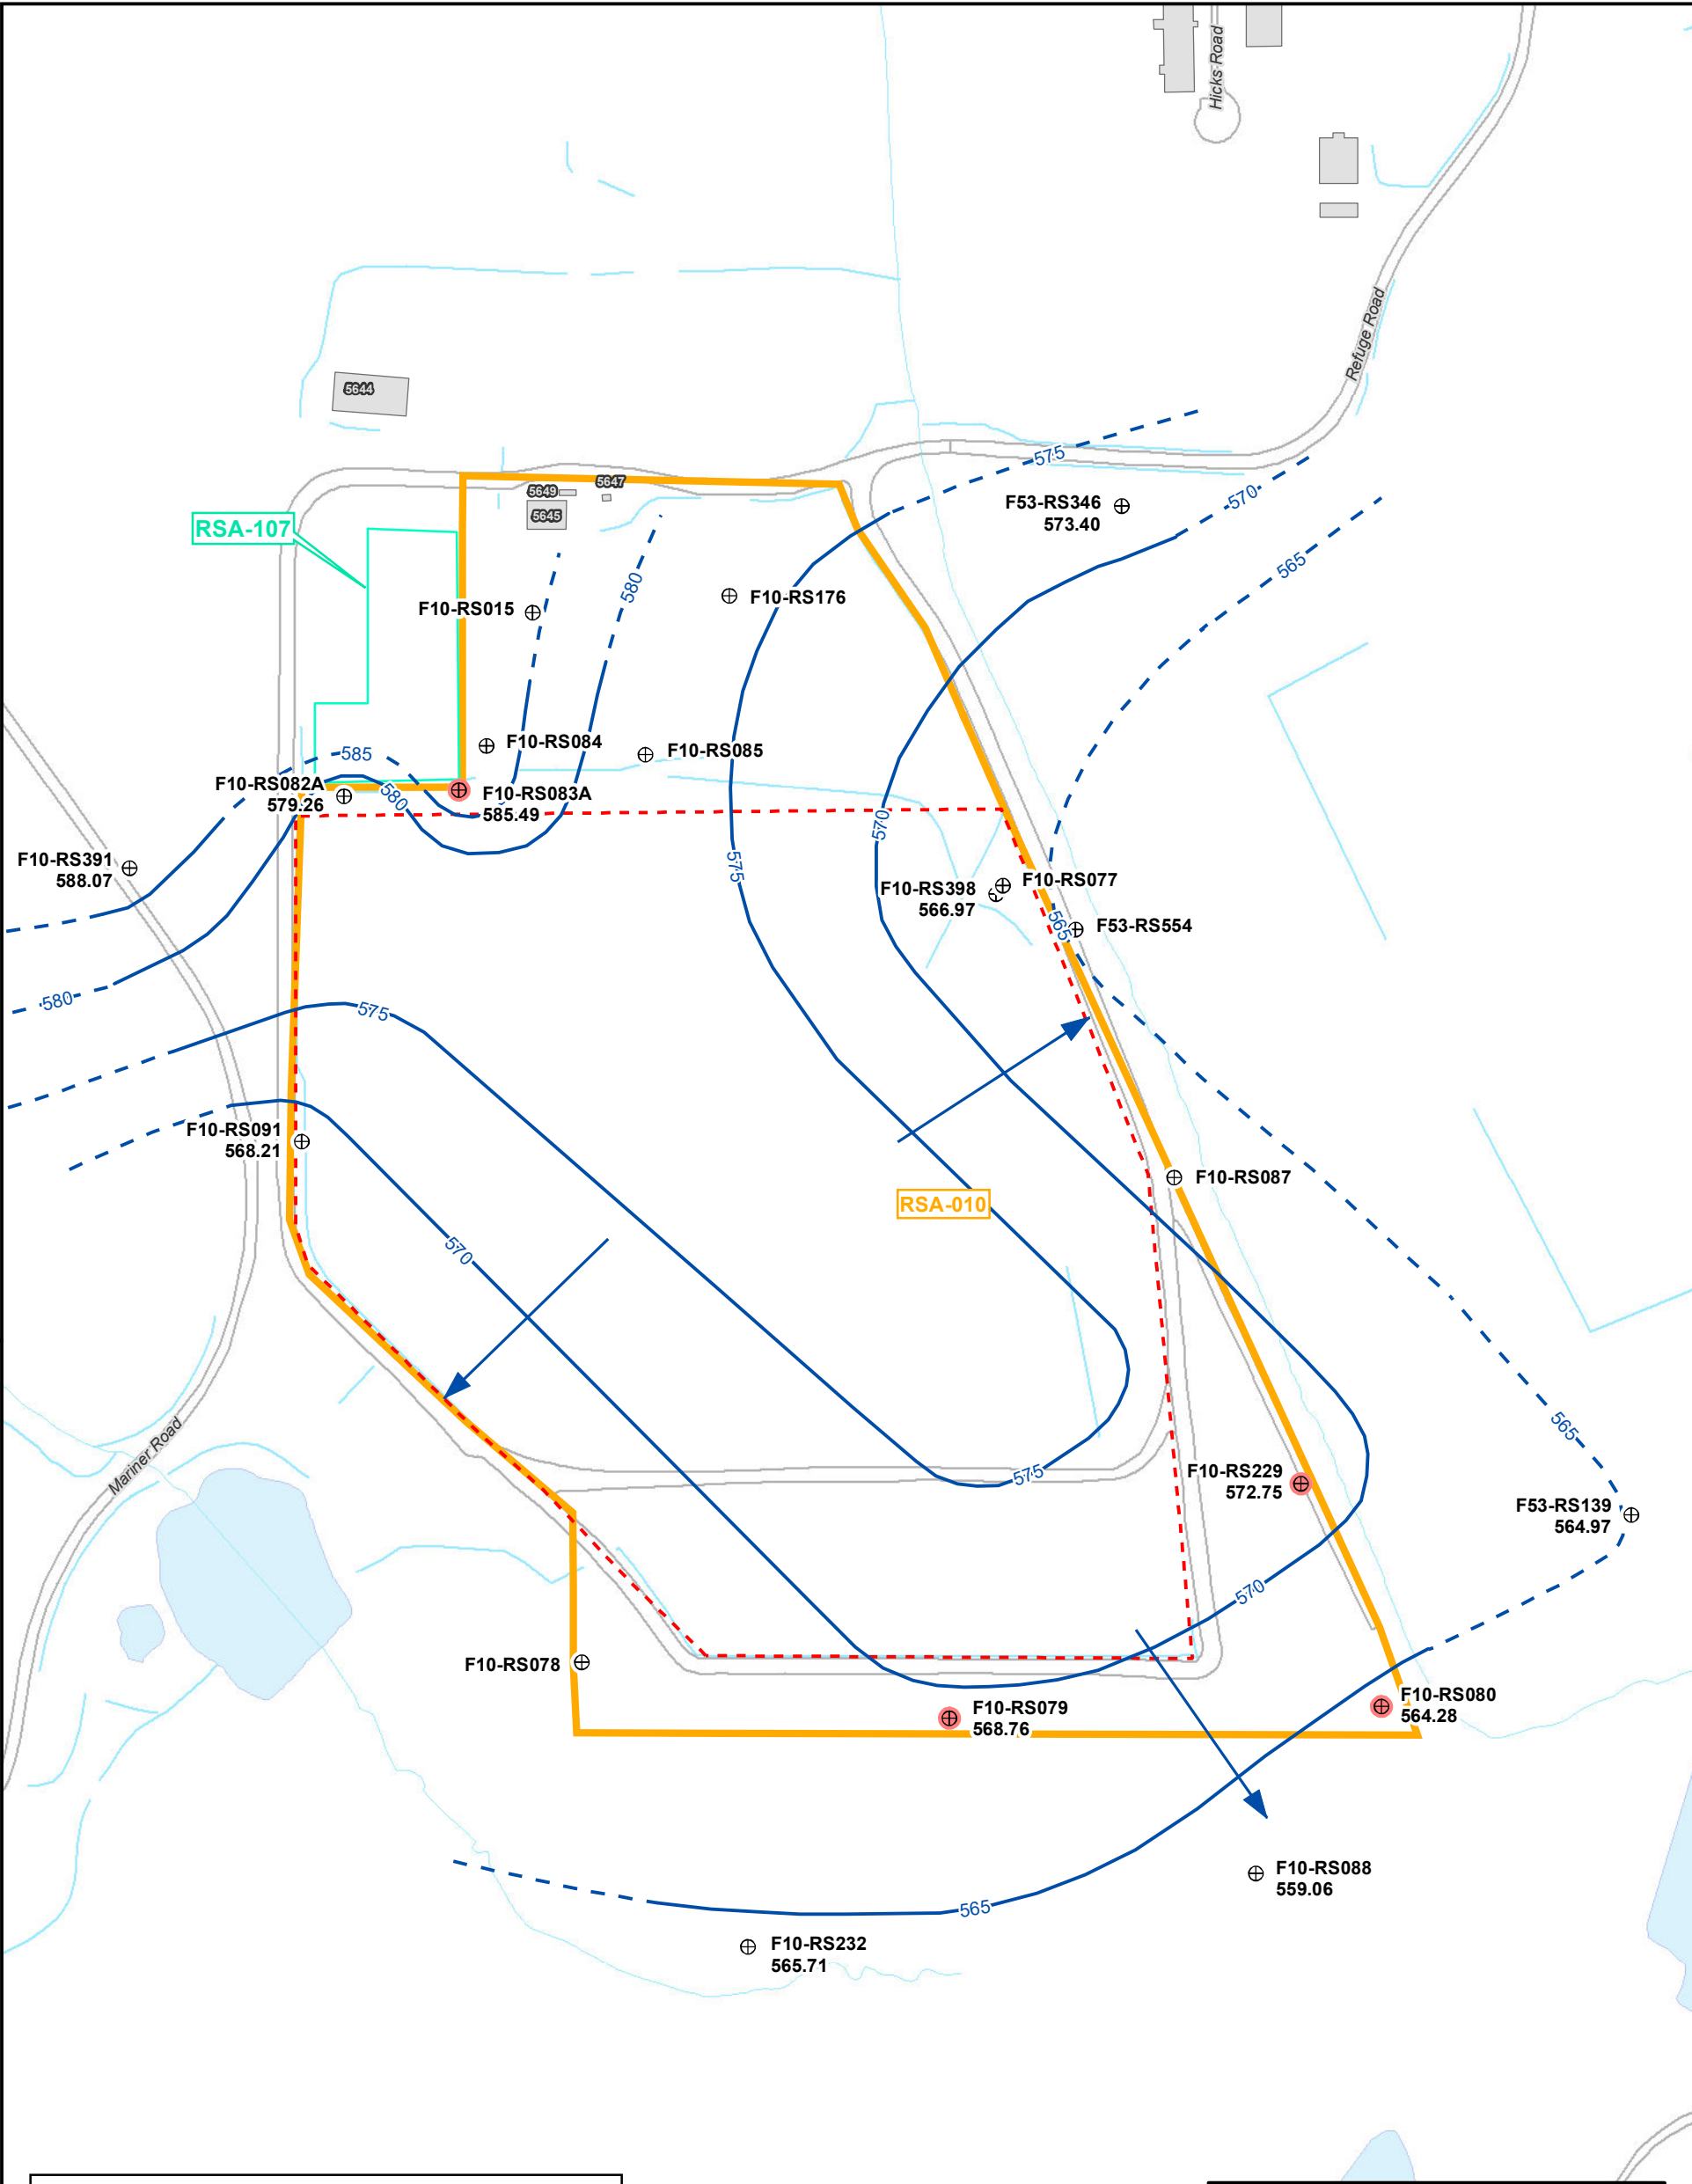 Hicks Road
Refuge Road
5644
575
570
F53-RS346
573.40
5649
5647
5645
RSA-107
565
580
F10-RS015
F10-RS176
F10-RS084
F10-RS085
585
F10-RS082A
579.26
580
F10-RS083A
585.49
570
575
F10-RS391
588.07
F10-RS398
566.97
F10-RS077
565
F53-RS554
580
575
F10-RS091
568.21
F10-RS087
RSA-010
570
Mariner Road
565
575
F10-RS229
572.75
F53-RS139
564.97
570
F10-RS078
F10-RS079
568.76
F10-RS080
564.28
F10-RS088
559.06
565
F10-RS232
565.71